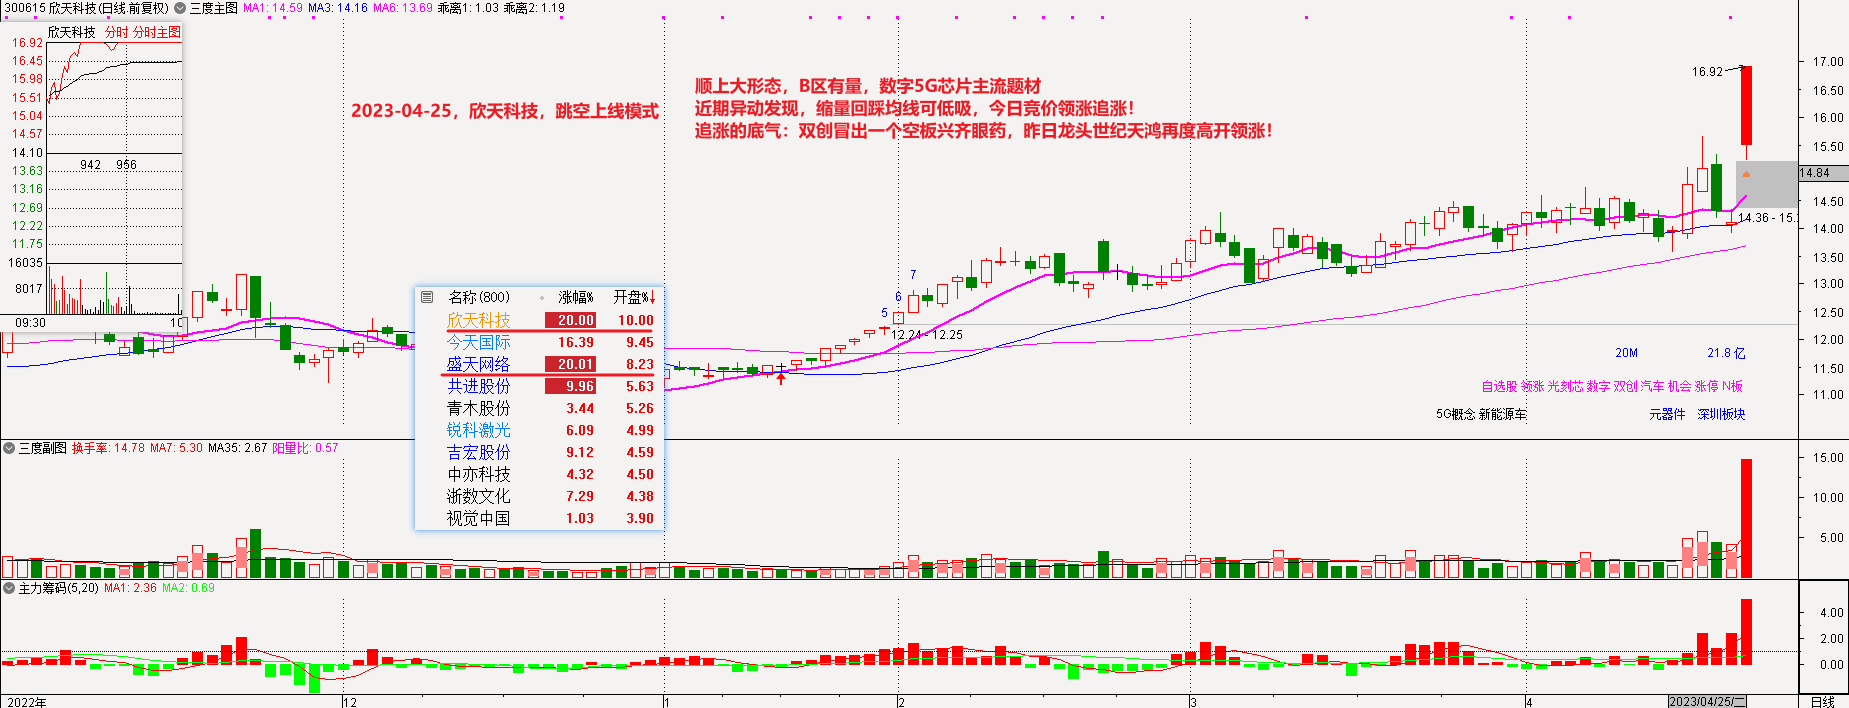 300615 欣天科技(日线.前复权) 三度主图 MA1: 14.59 MA3: 14.16 MA6: 13.69 乖离1: 1.03 乖离2: 1.19
欣天科技 分时 分时主图
16.92
16.45
15.98
15.51
15.04
14.57
14.10
13.63
13.16
12.69
12.22
11.75
16035
8017
942 956
09:30 10
2023-04-25，欣天科技，跳空上线模式
顺上大形态，B区有量，数字5G芯片主流题材
近期异动发现，缩量回踩均线可低吸，今日竞价领涨追涨！
追涨的底气：双创冒出一个空板兴齐眼药，昨日龙头世纪天鸿再度高开领涨！
16.92
17.00
16.50
16.00
15.50
14.84
14.50
14.00
13.50
13.00
12.50
12.00
11.50
11.00
14.36 - 15.
7
6
5
12.24 - 12.25
名称(800) 涨幅% 开盘%↓
欣天科技 20.00 10.00
今天国际 16.39 9.45
盛天网络 20.01 8.23
共进股份 9.96 5.63
青木股份 3.44 5.26
锐科激光 6.09 4.99
吉宏股份 9.12 4.59
中亦科技 4.32 4.50
浙数文化 7.29 4.38
视觉中国 1.03 3.90
20M 21.8 亿
自选股 领涨 光刻芯 数字 双创 汽车 机会 涨停 N板
5G概念 新能源车 元器件 深圳板块
三度副图 换手率: 14.78 MA7: 5.30 MA35: 2.67 阳量比: 0.57
15.00
10.00
5.00
主力筹码(5,20) MA1: 2.36 MA2: 0.69
4.00
2.00
0.00
2022年 12 1 2 3 4 2023/04/25/二 日线